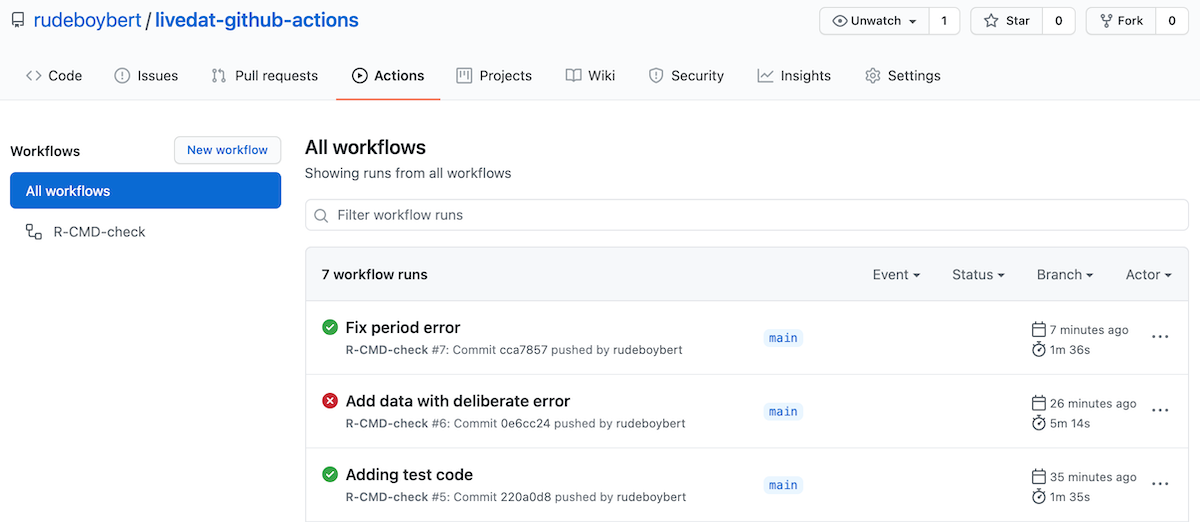 rudeboybert / livedat-github-actions
Unwatch 1 Star 0 Fork 0
Code Issues Pull requests Actions Projects Wiki Security Insights Settings
Workflows
New workflow
All workflows
R-CMD-check
All workflows
Showing runs from all workflows
Filter workflow runs
7 workflow runs
Event Status Branch Actor
Fix period error
R-CMD-check #7: Commit cca7857 pushed by rudeboybert
main
7 minutes ago
1m 36s
Add data with deliberate error
R-CMD-check #6: Commit 0e6cc24 pushed by rudeboybert
main
26 minutes ago
5m 14s
Adding test code
R-CMD-check #5: Commit 220a0d8 pushed by rudeboybert
main
35 minutes ago
1m 35s